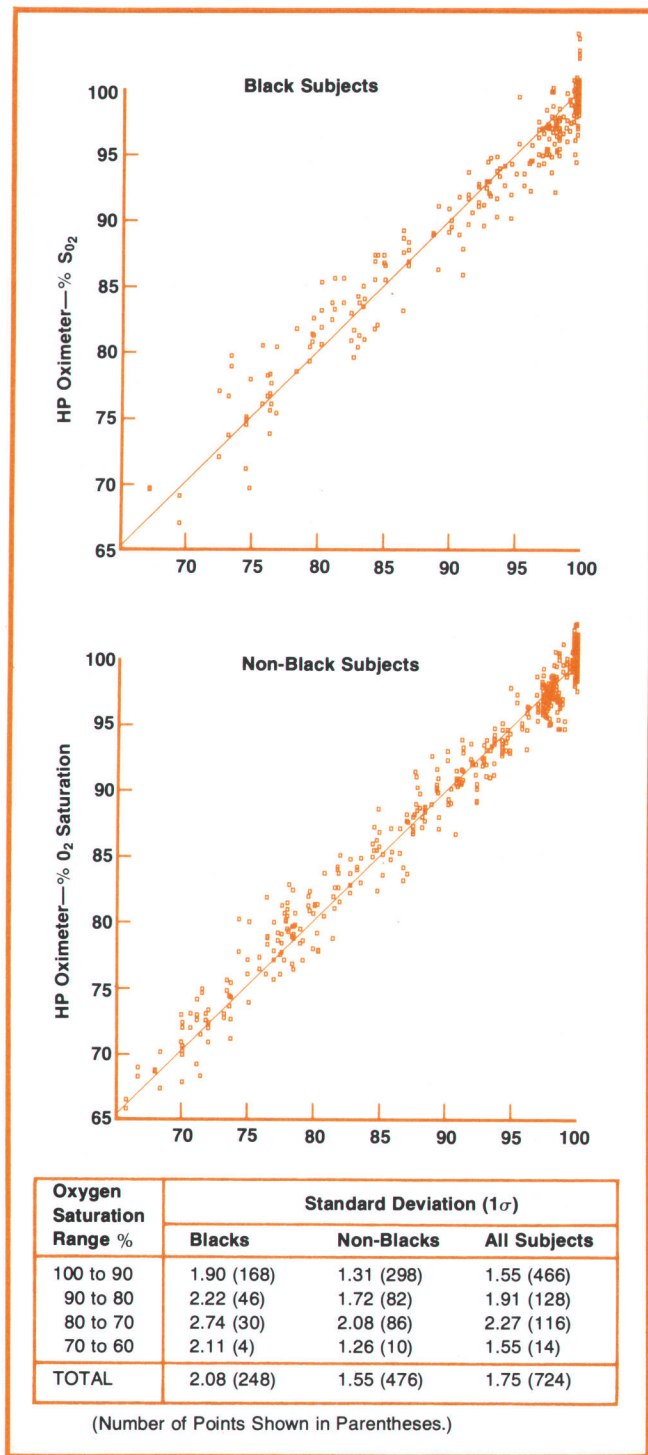 Black Subjects
HP Oximeter—% S02
100
95
90
85
80
75
70
65
70 75 80 85 90 95 100
Non-Black Subjects
HP Oximeter—% 02 Saturation
100
95
90
85
80
75
70
65
70 75 80 85 90 95 100
Oxygen Saturation Range % Standard Deviation (1σ)
Blacks Non-Blacks All Subjects
100 to 90 1.90 (168) 1.31 (298) 1.55 (466)
90 to 80 2.22 (46) 1.72 (82) 1.91 (128)
80 to 70 2.74 (30) 2.08 (86) 2.27 (116)
70 to 60 2.11 (4) 1.26 (10) 1.55 (14)
TOTAL 2.08 (248) 1.55 (476) 1.75 (724)
(Number of Points Shown in Parentheses.)